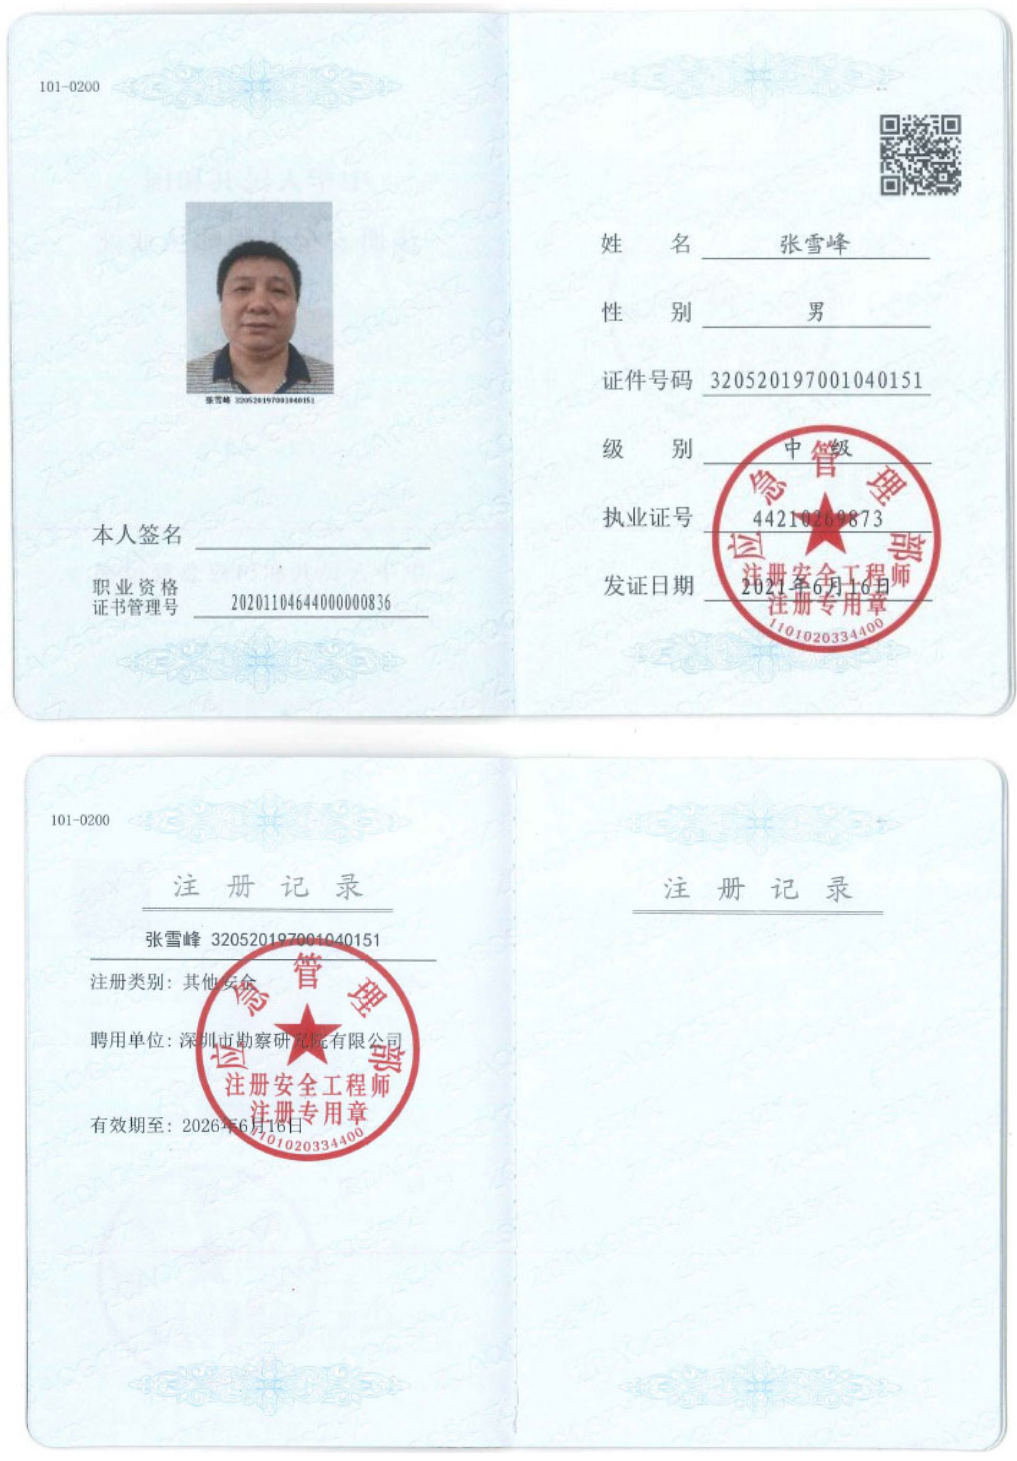 101-0200
张雪峰 320520197001040151
本人签名
职业资格
证书管理号 20201104644000000836
姓 名 张雪峰
性 别 男
证件号码 320520197001040151
级 别 中 级
执业证号 44210269873
发证日期 2021年6月16日
应急管理部
注册安全工程师
注册专用章
1101020334400
101-0200
注 册 记 录
张雪峰 320520197001040151
注册类别：其他安全
聘用单位：深圳市勘察研究院有限公司
有效期至：2026年6月16日
应急管理部
注册安全工程师
注册专用章
1101020334400
注 册 记 录